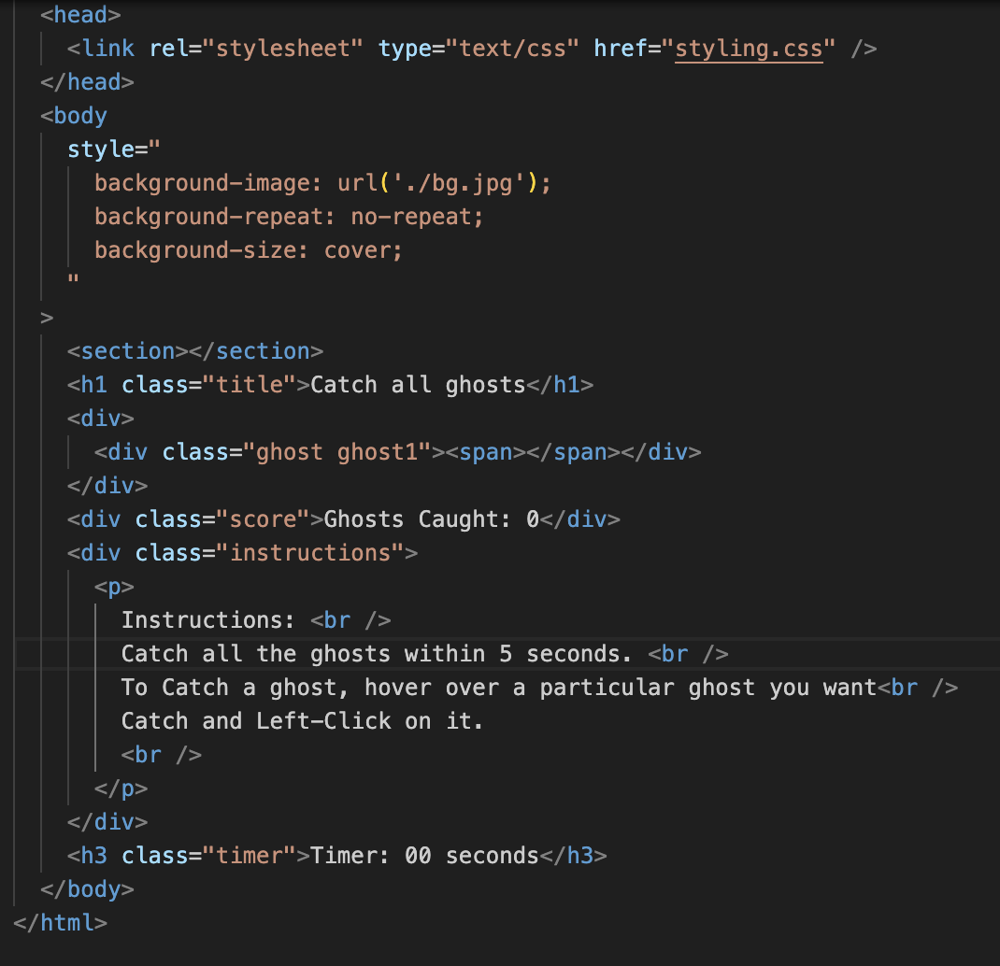 <head>
<link rel="stylesheet" type="text/css" href="styling.css" />
</head>
<body
style="
background-image: url('./bg.jpg');
background-repeat: no-repeat;
background-size: cover;
"
>
<section></section>
<h1 class="title">Catch all ghosts</h1>
<div>
<div class="ghost ghost1"><span></span></div>
</div>
<div class="score">Ghosts Caught: 0</div>
<div class="instructions">
<p>
Instructions: <br />
Catch all the ghosts within 5 seconds. <br />
To Catch a ghost, hover over a particular ghost you want<br />
Catch and Left-Click on it.
<br />
</p>
</div>
<h3 class="timer">Timer: 00 seconds</h3>
</body>
</html>